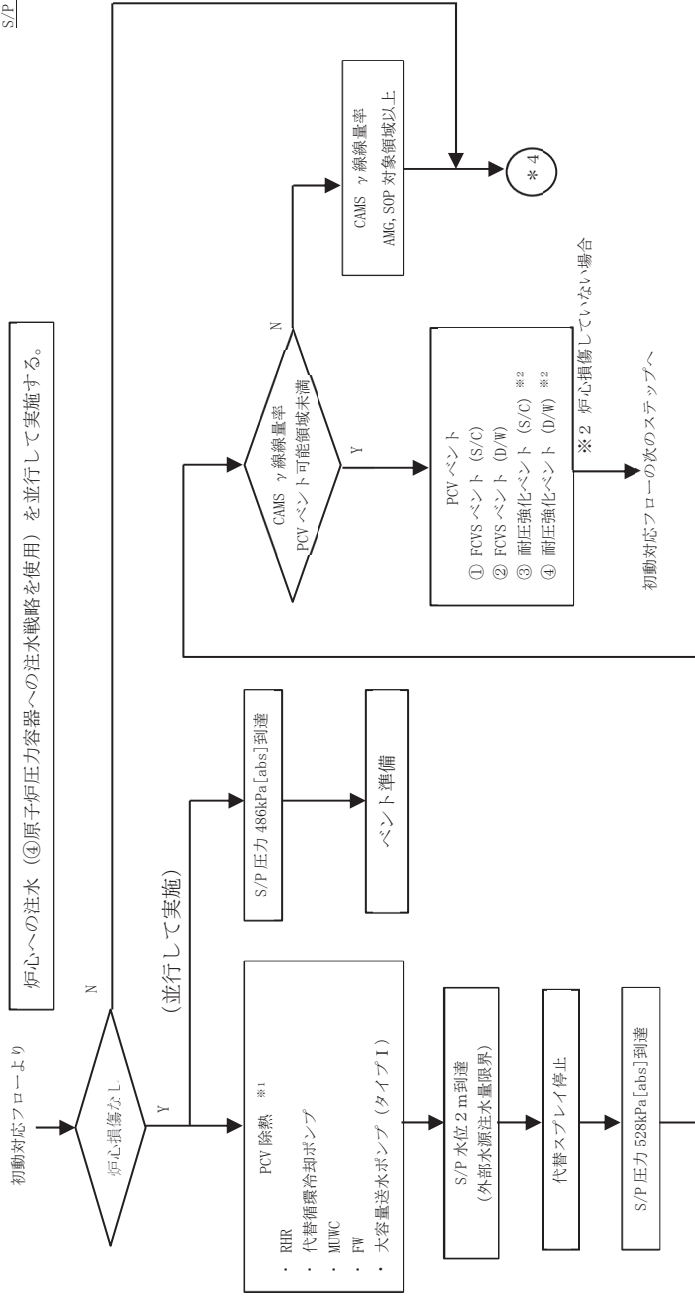 S/P
炉心への注水（④原子炉圧力容器への注水戦略を使用）を並行して実施する。
初動対応フローより
炉心損傷なし
N
Y
(並行して実施)
PCV 除熱 ※1
・ RHR
・ 代替循環冷却ポンプ
・ MUWC
・ FW
・ 大容量送水ポンプ（タイプⅠ）
S/P 圧力 486kPa[abs]到達
ベント準備
S/P 水位 2m到達
(外部水源注水量限界)
代替スプレイ停止
S/P 圧力 528kPa[abs]到達
CAMS γ線線量率
PCV ベント可能領域未満
N
Y
CAMS γ線線量率
AMG,SOP 対象領域以上
＊4
PCV ベント
① FCVS ベント (S/C)
② FCVS ベント (D/W)
③ 耐圧強化ベント (S/C) ※2
④ 耐圧強化ベント (D/W) ※2
※2 炉心損傷していない場合
初動対応フローの次のステップへ